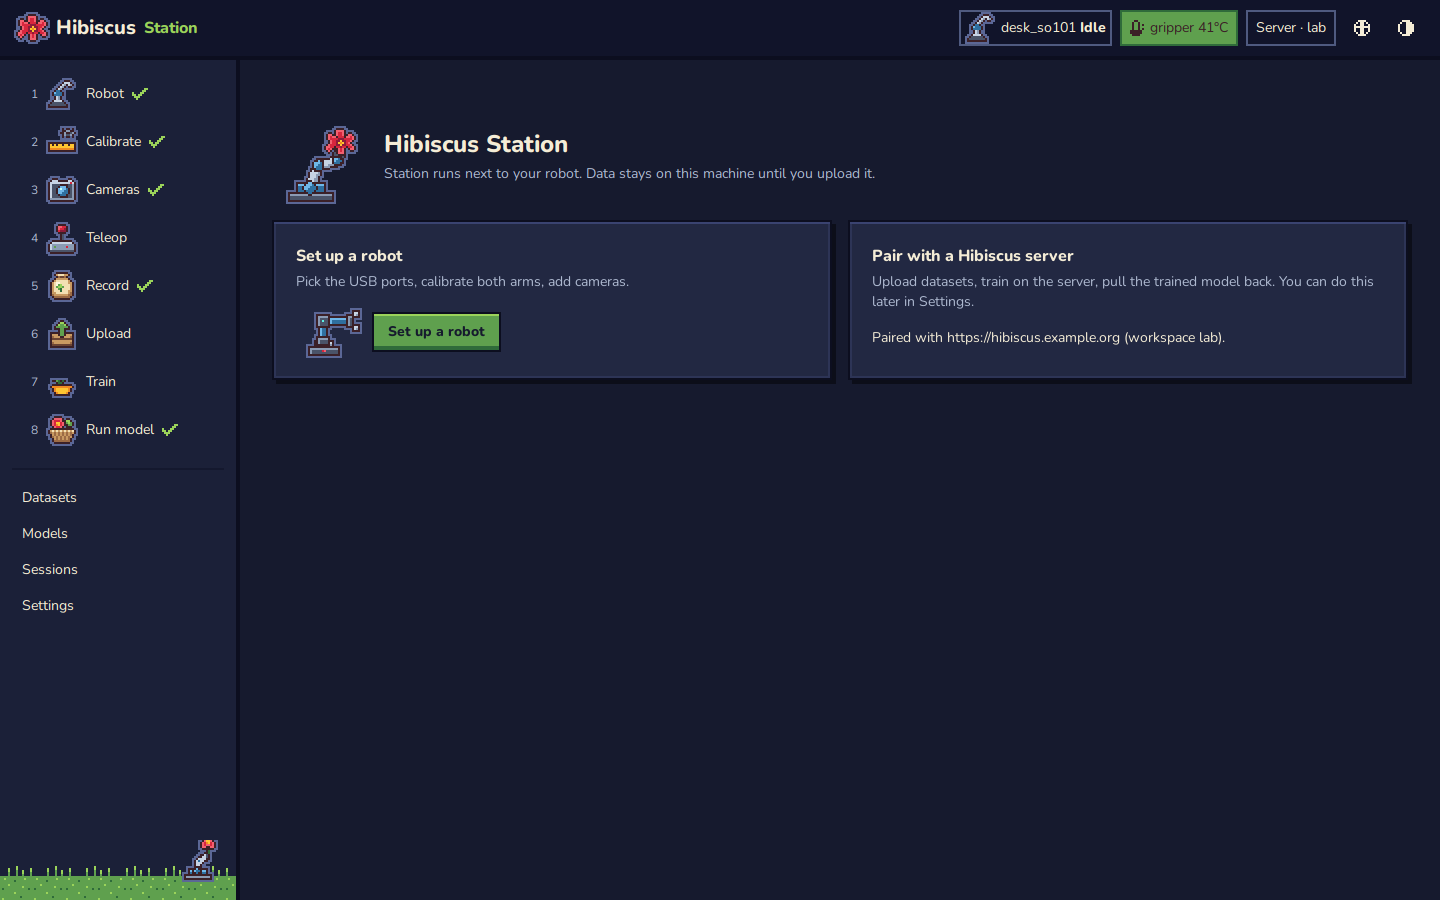 Hibiscus Station
desk_so101 Idle
gripper 41°C
Server · lab
1 Robot
2 Calibrate
3 Cameras
4 Teleop
5 Record
6 Upload
7 Train
8 Run model
Datasets
Models
Sessions
Settings
Hibiscus Station
Station runs next to your robot. Data stays on this machine until you upload it.
Set up a robot
Pick the USB ports, calibrate both arms, add cameras.
Set up a robot
Pair with a Hibiscus server
Upload datasets, train on the server, pull the trained model back. You can do this
later in Settings.
Paired with https://hibiscus.example.org (workspace lab).